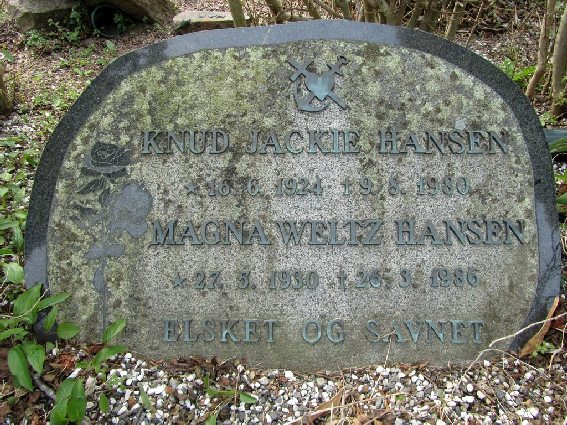 KNUD JACKIE HANSEN
★ 16. 6. 1924 † 9. 8. 1980
MAGNA WELTZ HANSEN
★ 27. 5. 1930 † 26. 3. 1986
ELSKET OG SAVNET